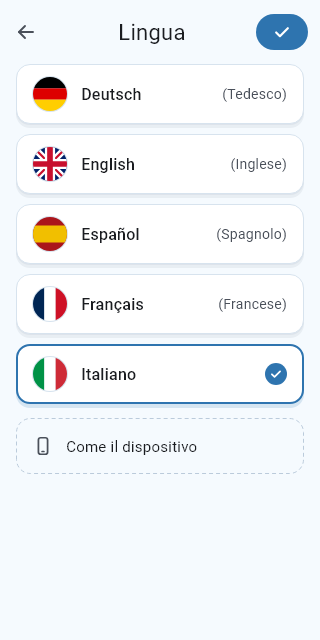 Lingua
Deutsch (Tedesco)
English (Inglese)
Español (Spagnolo)
Français (Francese)
Italiano
Come il dispositivo